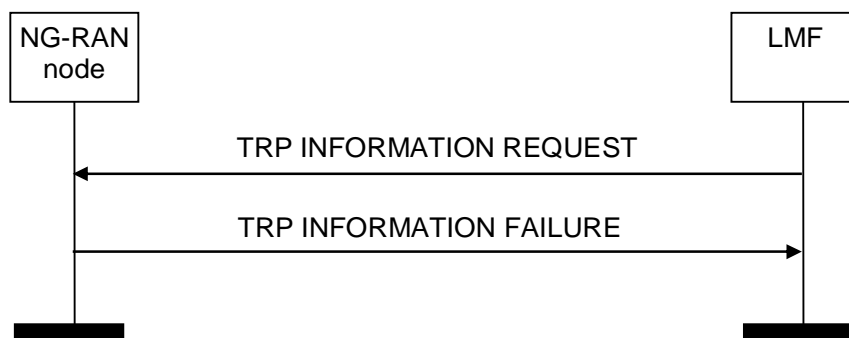 NG-RAN
node
LMF
TRP INFORMATION REQUEST
TRP INFORMATION FAILURE